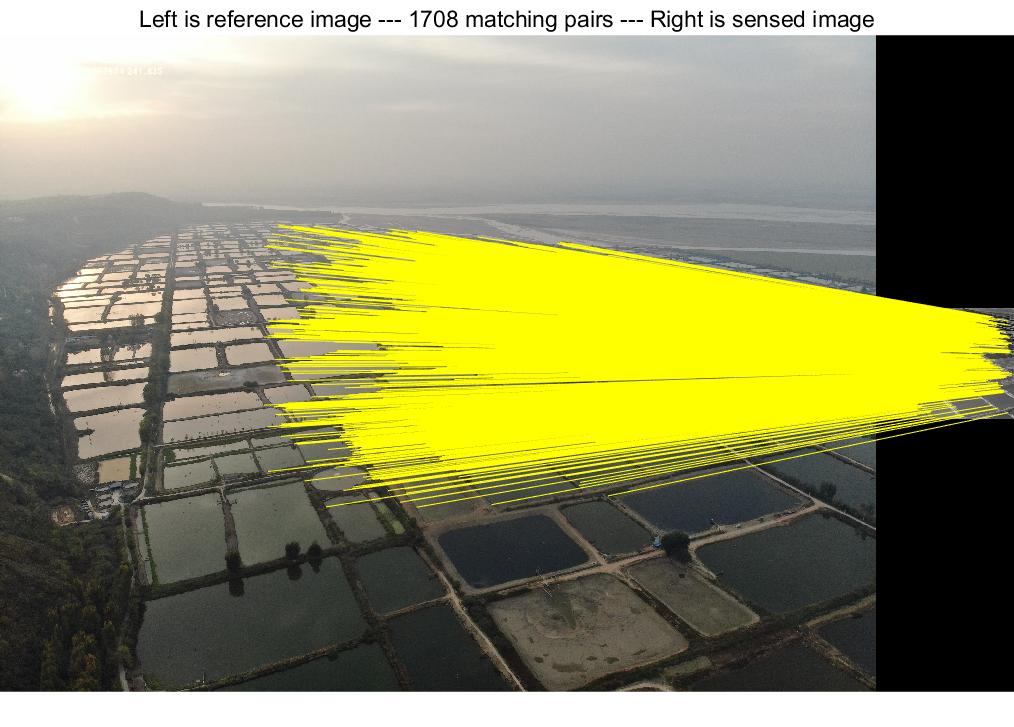 Left is reference image --- 1708 matching pairs --- Right is sensed image